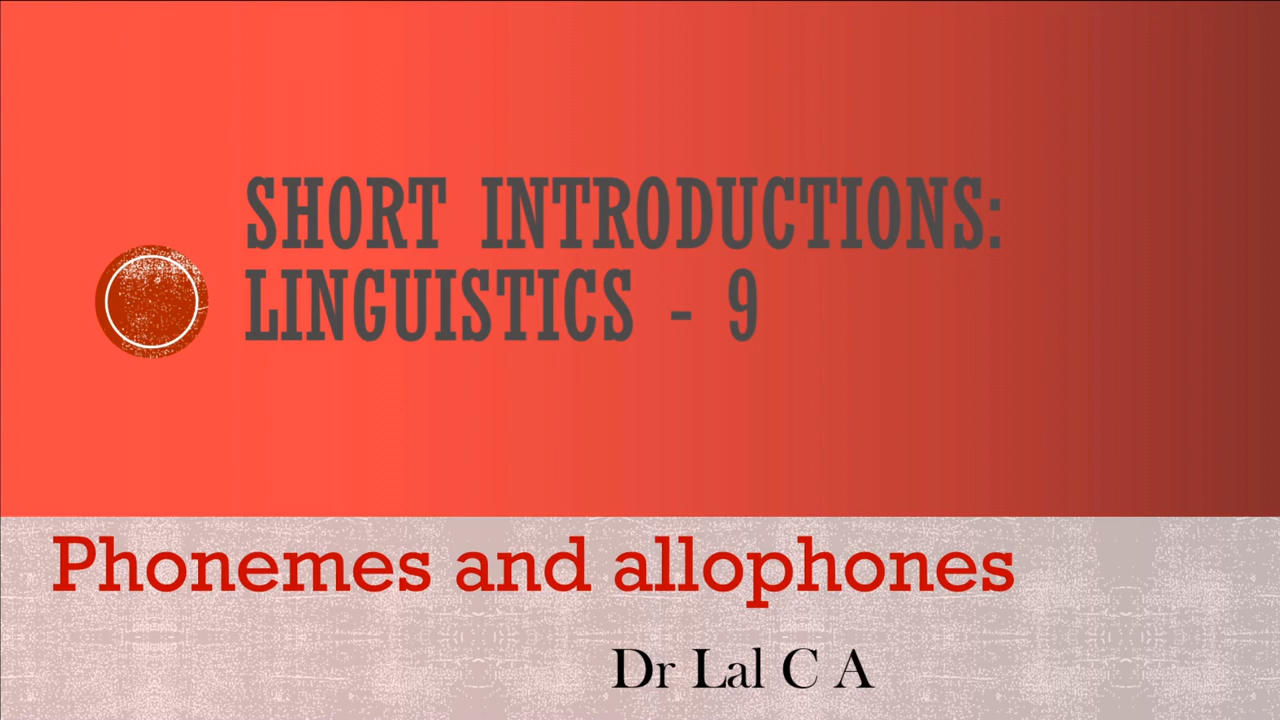 SHORT INTRODUCTIONS:
LINGUISTICS - 9
Phonemes and allophones
Dr Lal C A